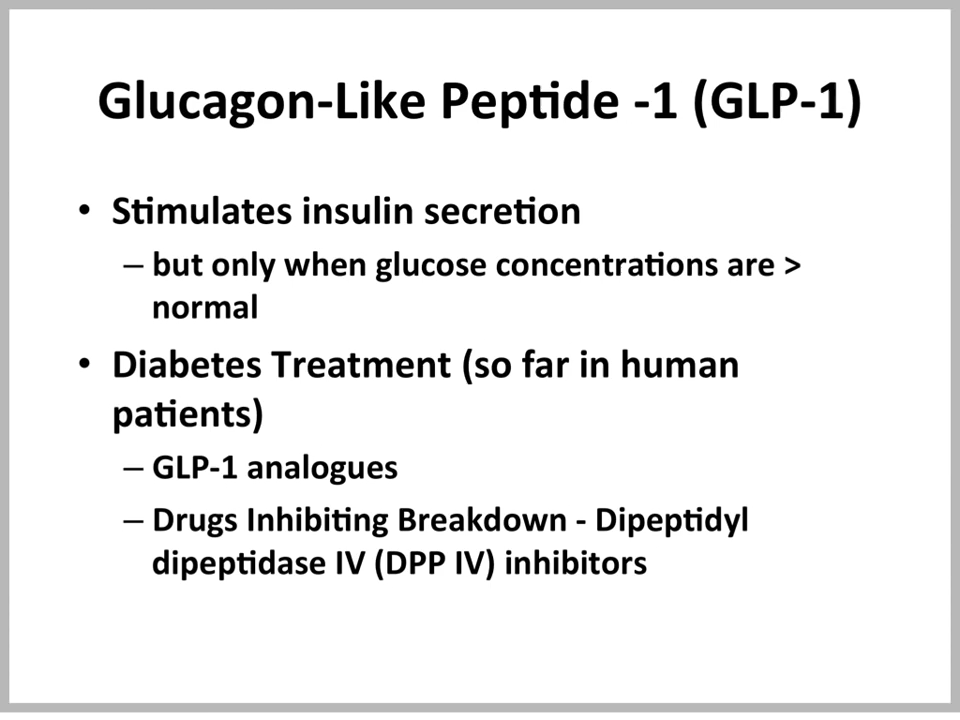 Glucagon-Like Peptide -1 (GLP-1)
• Stimulates insulin secretion
– but only when glucose concentrations are >
normal
• Diabetes Treatment (so far in human
patients)
– GLP-1 analogues
– Drugs Inhibiting Breakdown - Dipeptidyl
dipeptidase IV (DPP IV) inhibitors